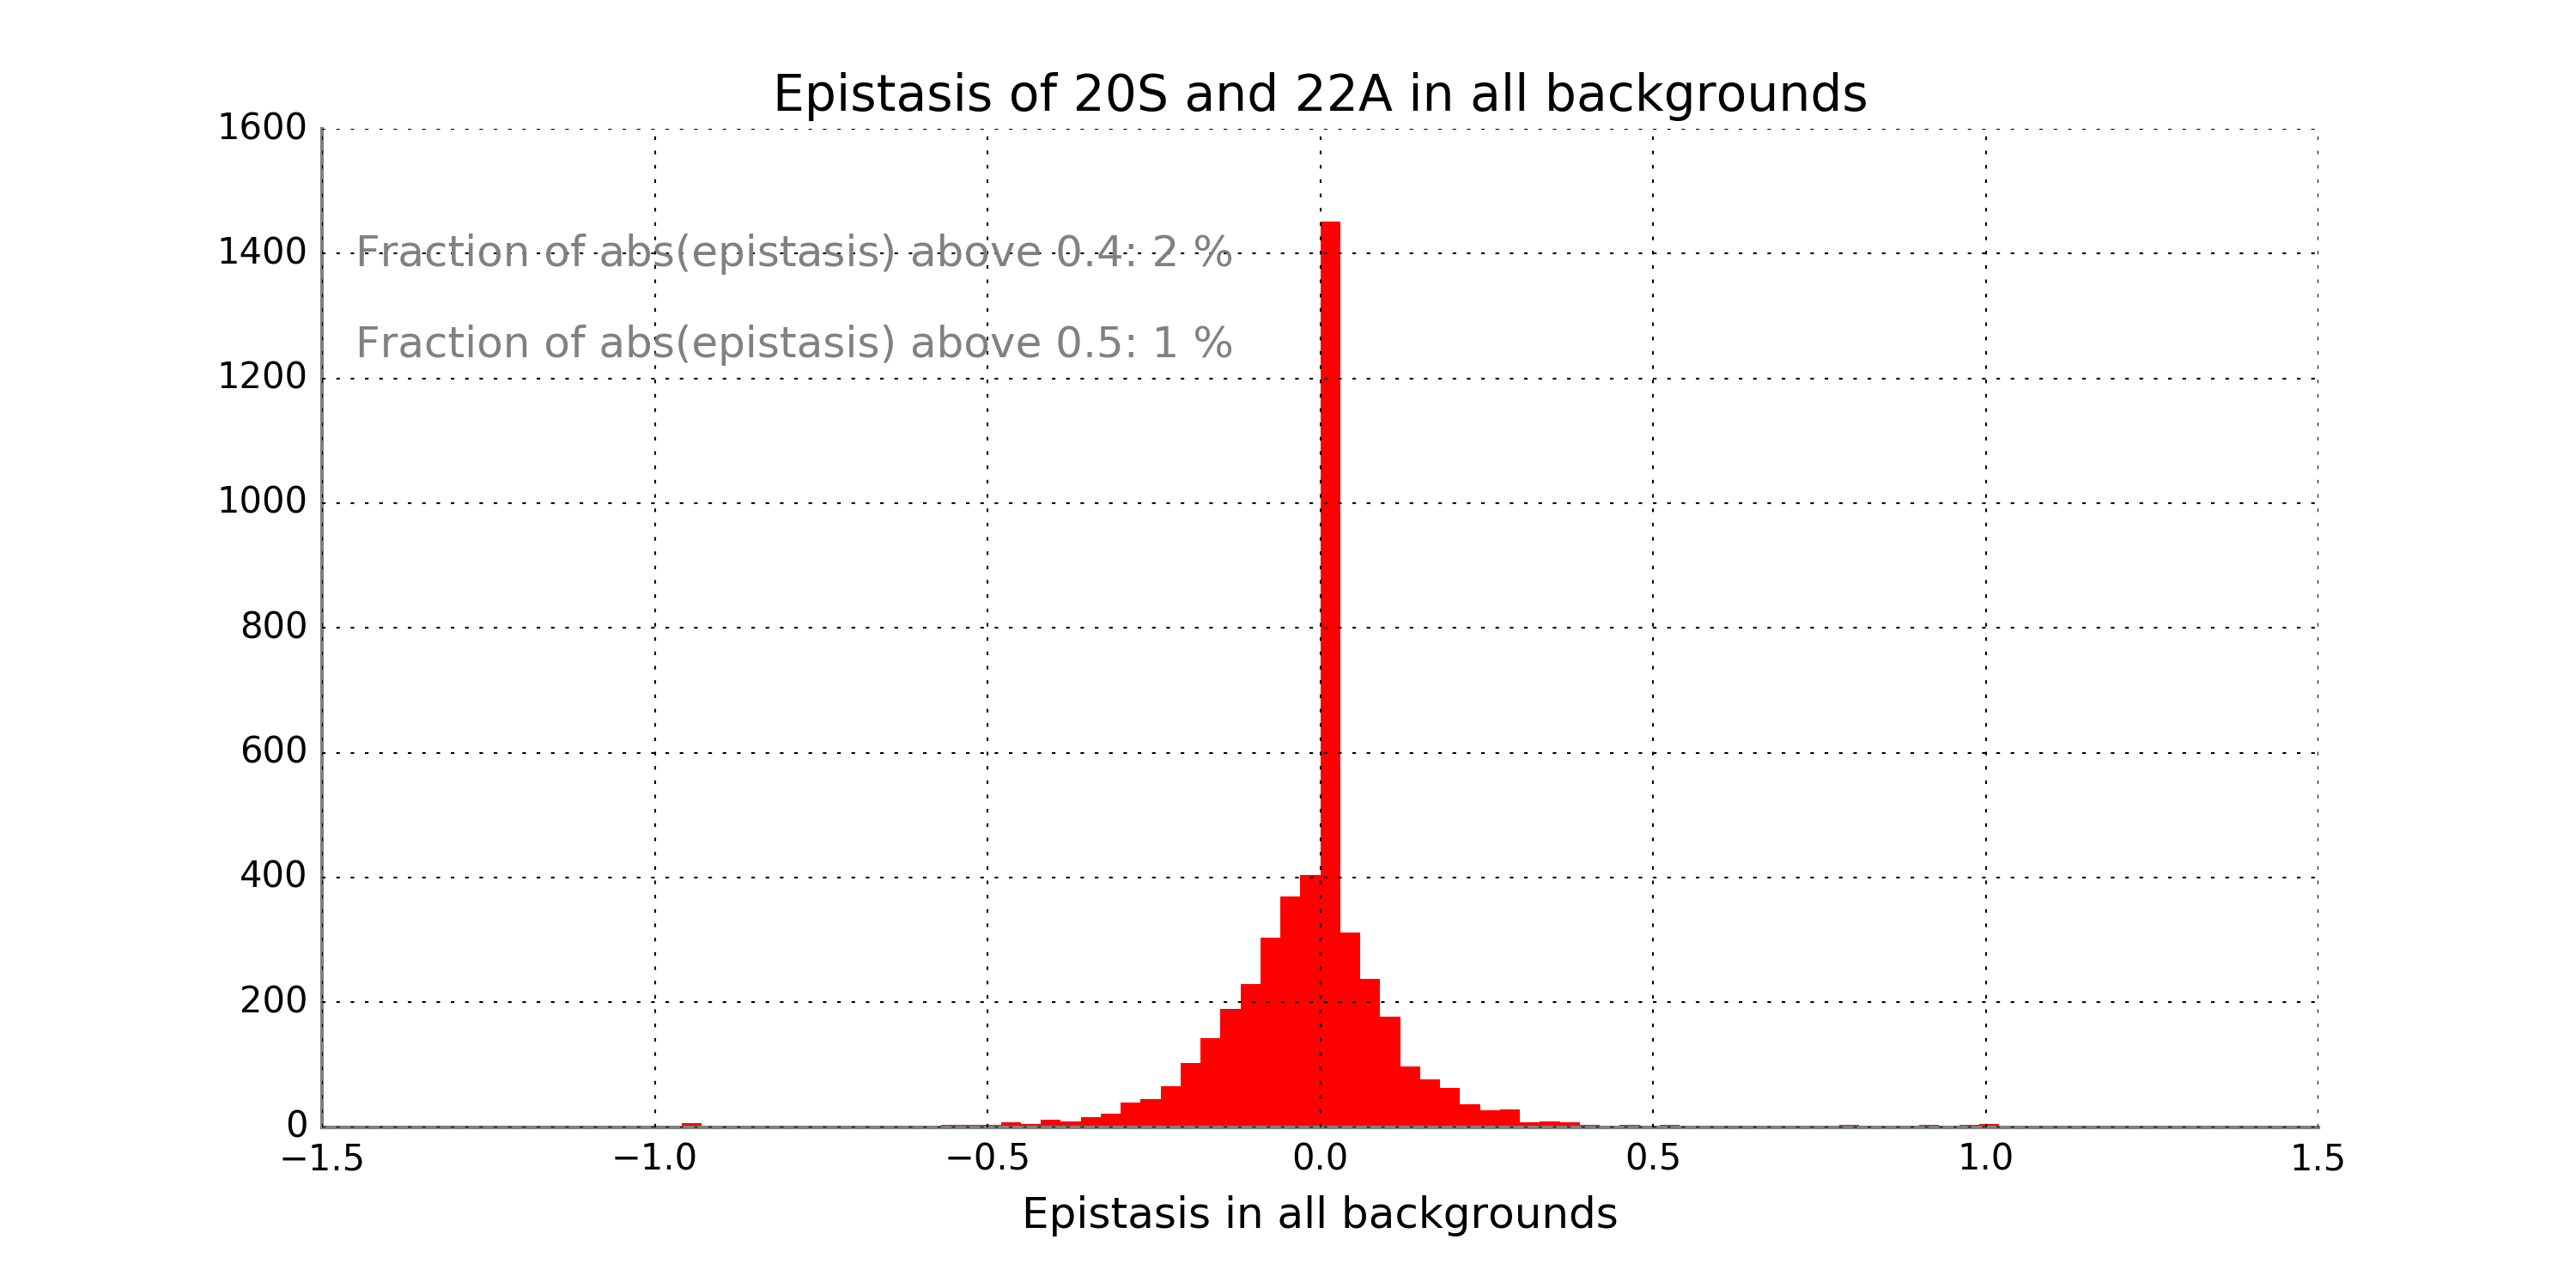 Epistasis of 20S and 22A in all backgrounds
1600
1400
1200
1000
800
600
400
200
0
Fraction of abs(epistasis) above 0.4: 2 %
Fraction of abs(epistasis) above 0.5: 1 %
−1.5 −1.0 −0.5 0.0 0.5 1.0 1.5
Epistasis in all backgrounds